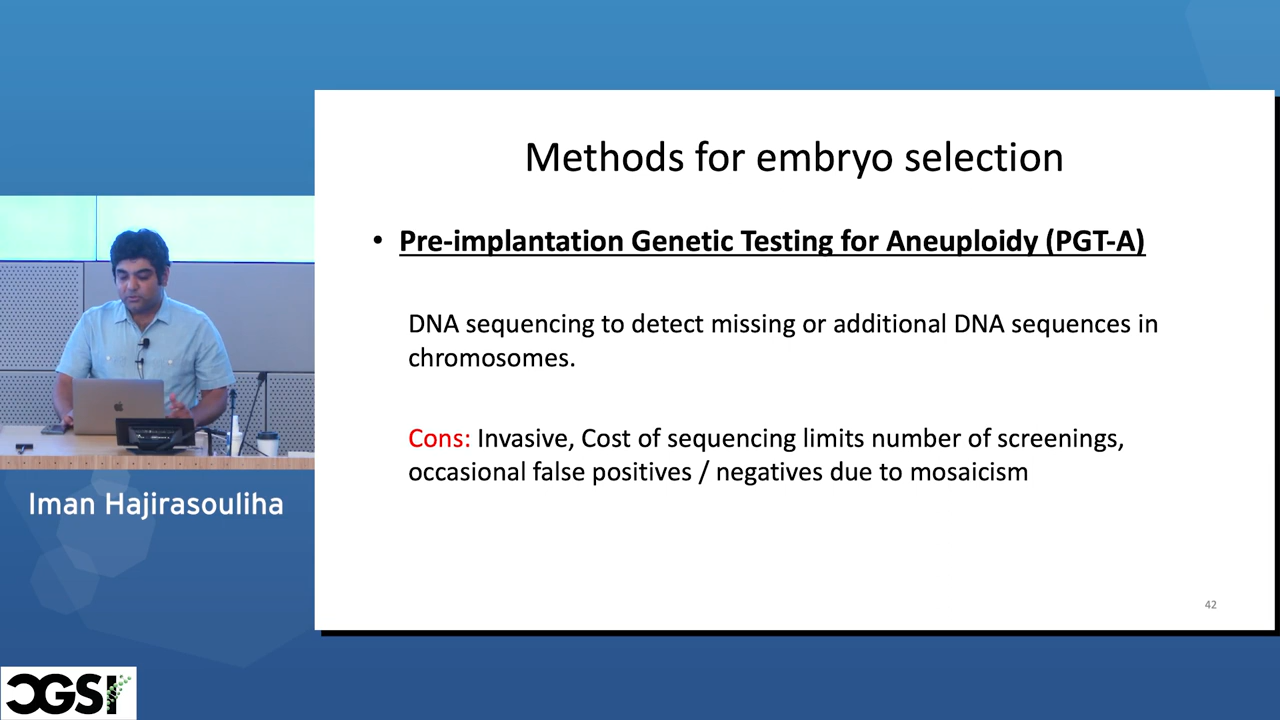 Methods for embryo selection
• Pre-implantation Genetic Testing for Aneuploidy (PGT-A)
DNA sequencing to detect missing or additional DNA sequences in
chromosomes.
Cons: Invasive, Cost of sequencing limits number of screenings,
occasional false positives / negatives due to mosaicism
42
Iman Hajirasouliha
CGSI